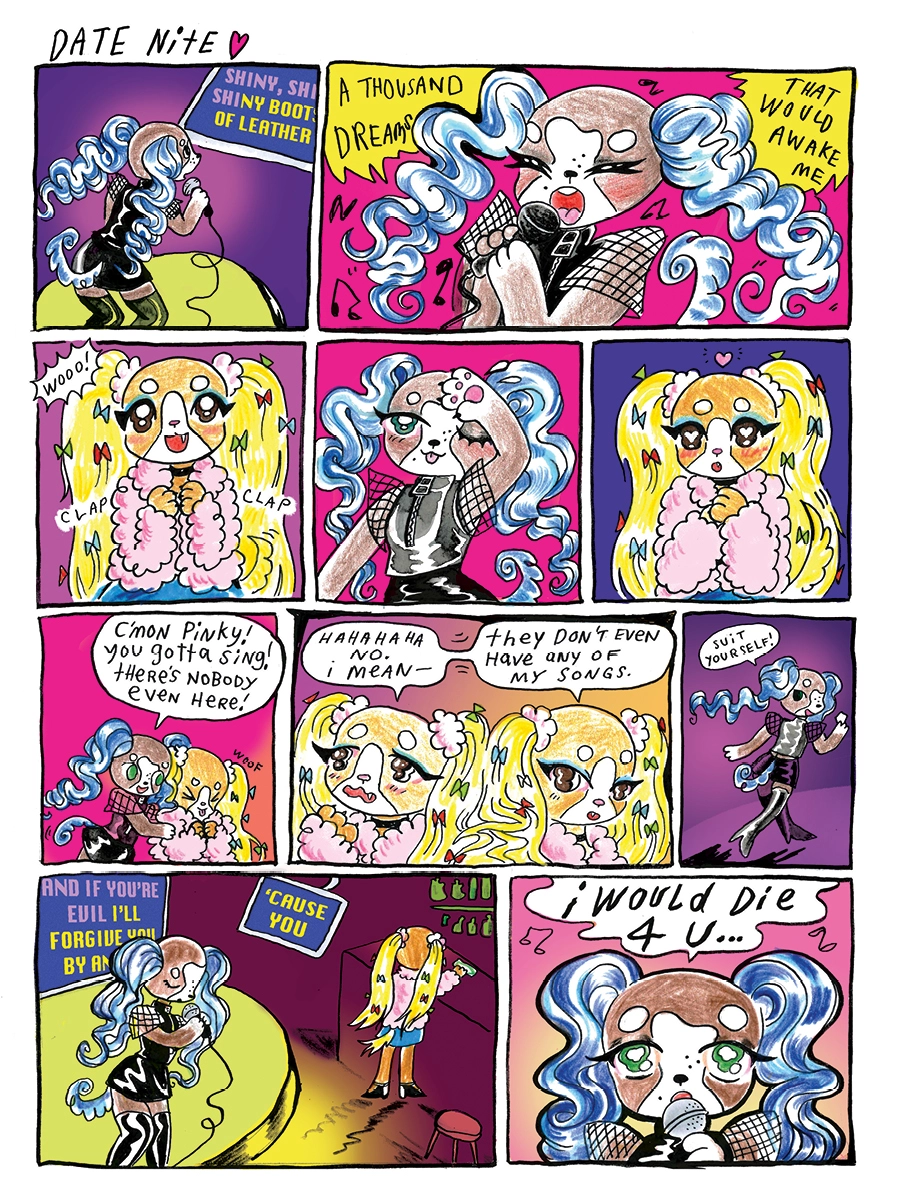 DATE NiTE
SHINY, SHI
SHINY BOOTS
OF LEATHER
A THOUSAND
DREAMS
THAT
WOULD
AWAKE
ME
WOOO!
CLAP
CLAP
C'MON PiNKy!
you gotta sing!
tHERE'S NOBODY
EVEN HERE!
WOOF
HAHAHAHA
NO.
i MEAN—
they DON'T EVEN
HAVE ANY OF
MY SONGS.
SUiT
YOURSELF!
AND IF YOU'RE
EVIL I'LL
FORGIVE YOU
BY AN
'CAUSE
YOU
i WOULD DiE
4 U...